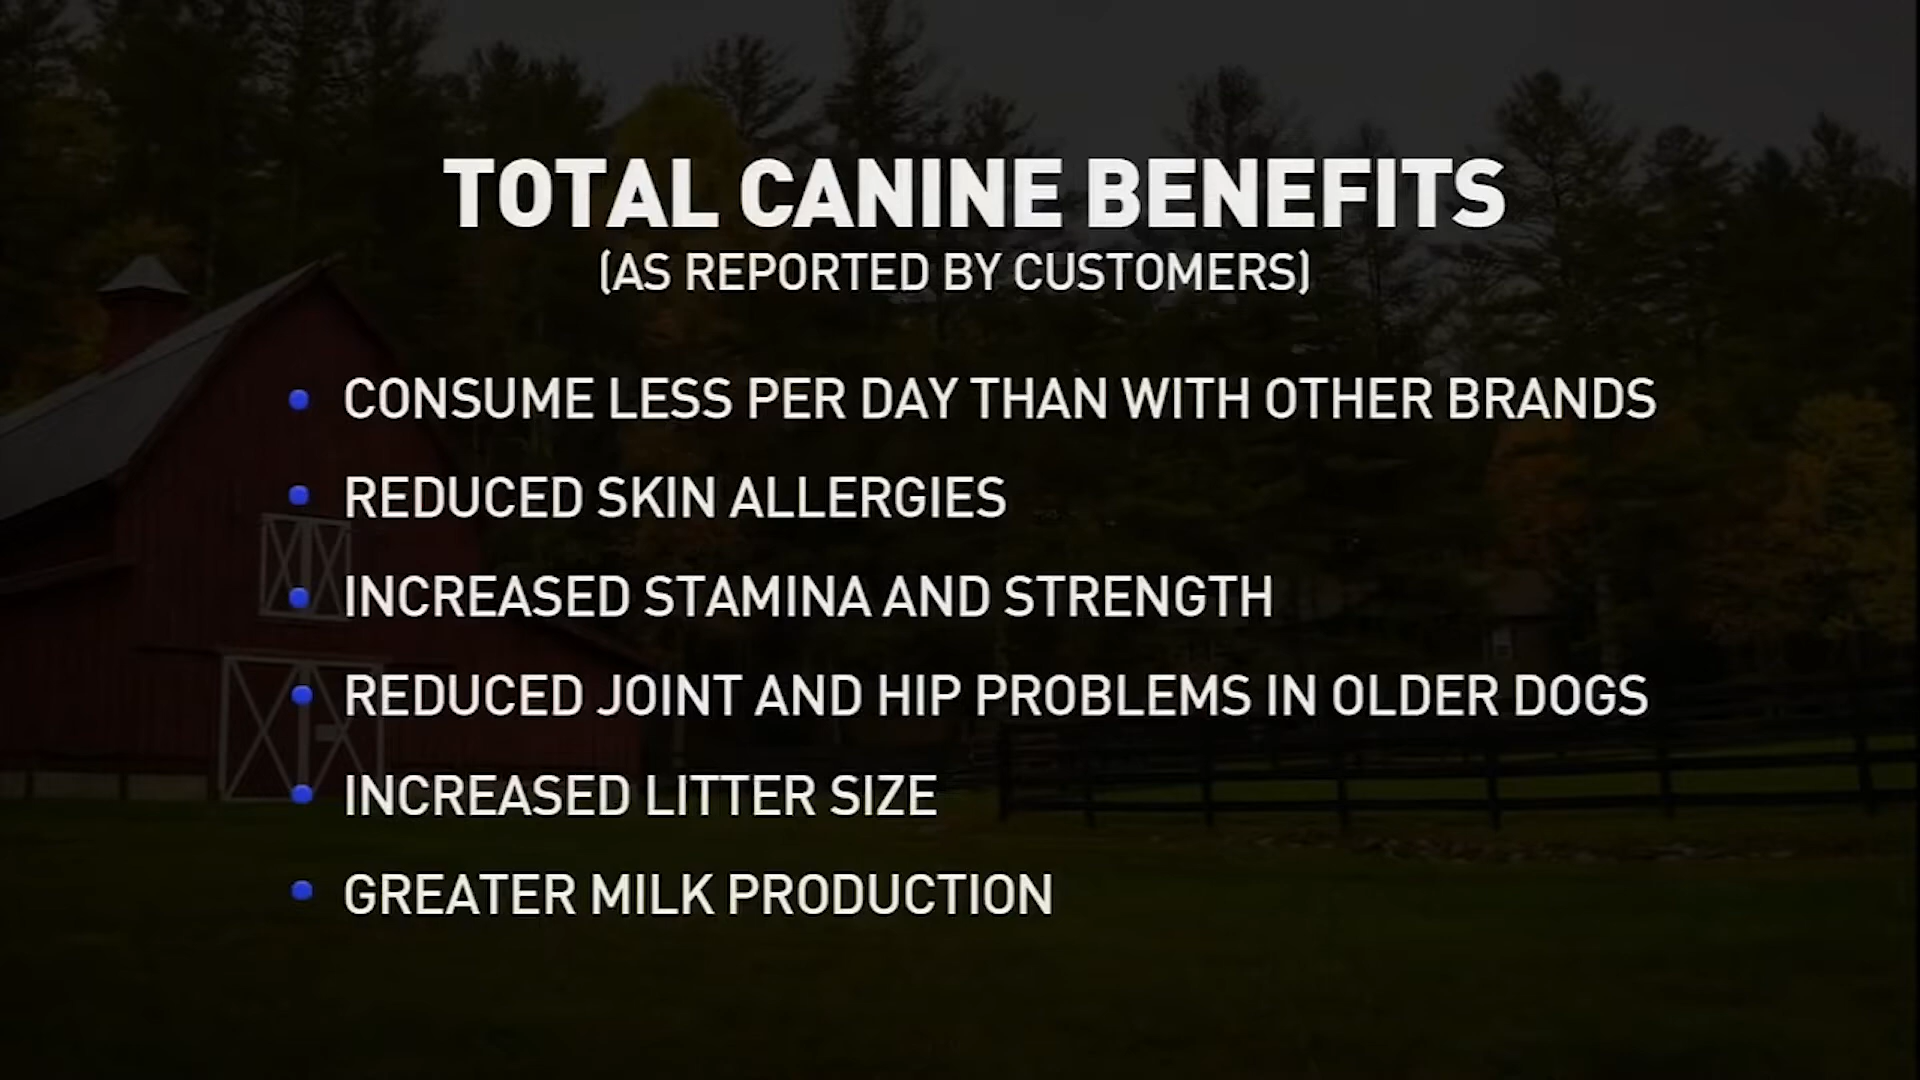 TOTAL CANINE BENEFITS
(AS REPORTED BY CUSTOMERS)
CONSUME LESS PER DAY THAN WITH OTHER BRANDS
REDUCED SKIN ALLERGIES
INCREASED STAMINA AND STRENGTH
REDUCED JOINT AND HIP PROBLEMS IN OLDER DOGS
INCREASED LITTER SIZE
GREATER MILK PRODUCTION